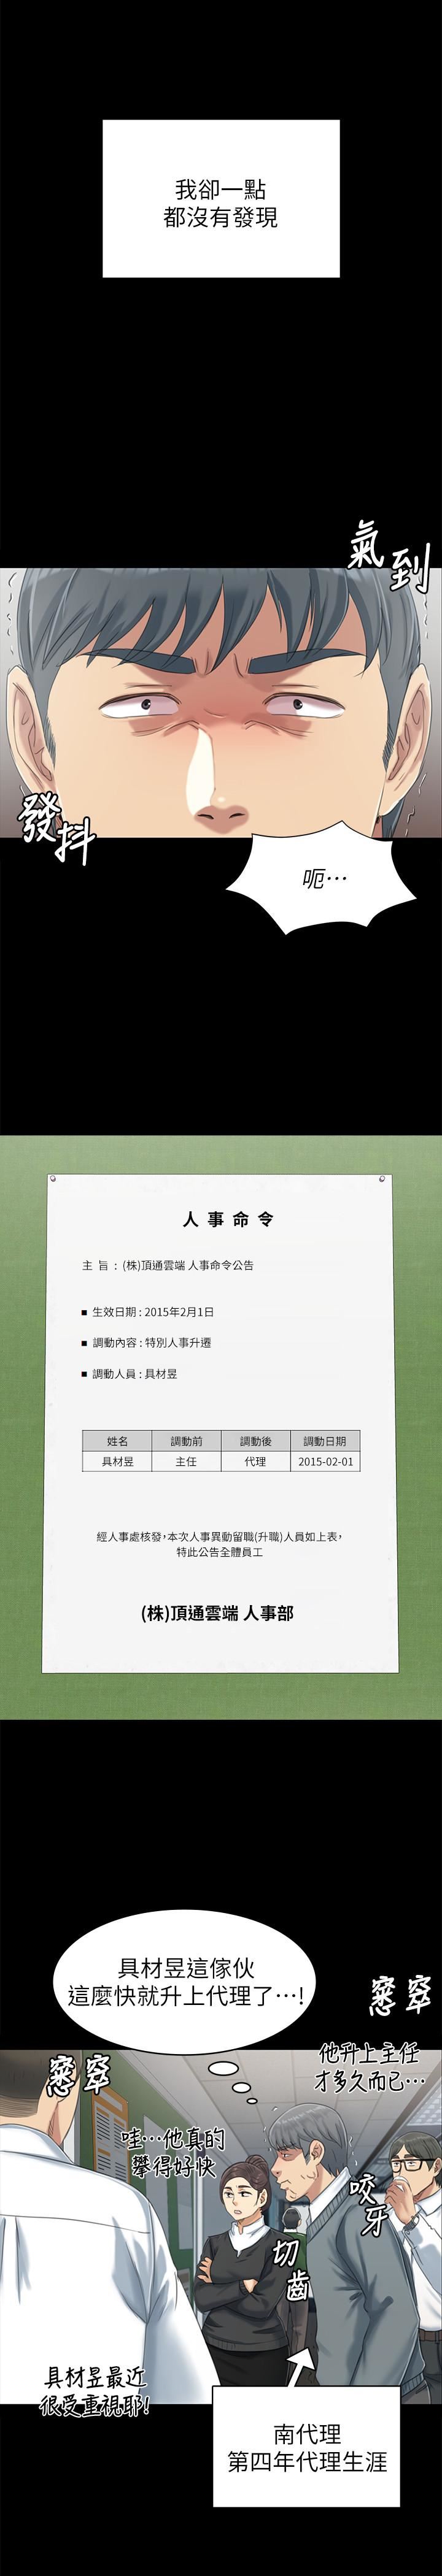 我卻一點
都沒有發現
氣到
發抖
呃⋯
人事命令
主旨：(株)頂通雲端 人事命令公告
■ 生效日期 : 2015年2月1日
■ 調動內容 : 特別人事升遷
■ 調動人員 : 具材昱
姓名 調動前 調動後 調動日期
具材昱 主任 代理 2015-02-01
經人事處核發，本次人事異動留職(升職)人員如上表，
特此公告全體員工
(株)頂通雲端 人事部
具材昱這傢伙
這麼快就升上代理了⋯!
窸窣
窸窣
他升上主任
才多久而已⋯
哇⋯他真的
攀得好快
咬牙
切齒
具材昱最近
很受重視耶!
南代理
第四年代理生涯